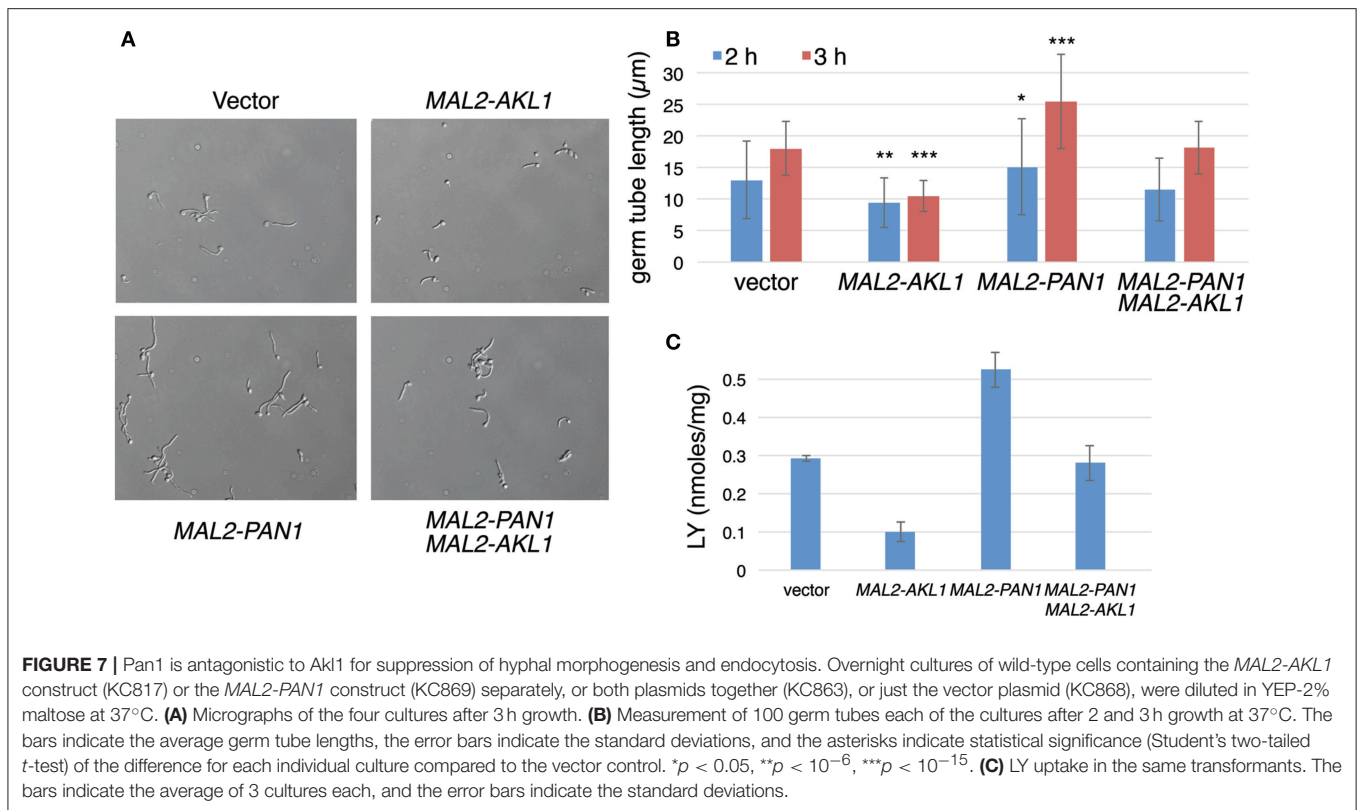 A
Vector
MAL2-AKL1
MAL2-PAN1
MAL2-PAN1
MAL2-AKL1
B
2 h
3 h
germ tube length (µm)
40
35
30
25
20
15
10
5
0
*
**
***
***
vector
MAL2-AKL1
MAL2-PAN1
MAL2-PAN1
MAL2-AKL1
C
LY (nmoles/mg)
0.5
0.4
0.3
0.2
0.1
0
vector
MAL2-AKL1
MAL2-PAN1
MAL2-PAN1
MAL2-AKL1
FIGURE 7 | Pan1 is antagonistic to Akl1 for suppression of hyphal morphogenesis and endocytosis. Overnight cultures of wild-type cells containing the MAL2-AKL1
construct (KC817) or the MAL2-PAN1 construct (KC869) separately, or both plasmids together (KC863), or just the vector plasmid (KC868), were diluted in YEP-2%
maltose at 37°C. (A) Micrographs of the four cultures after 3 h growth. (B) Measurement of 100 germ tubes each of the cultures after 2 and 3 h growth at 37°C. The
bars indicate the average germ tube lengths, the error bars indicate the standard deviations, and the asterisks indicate statistical significance (Student's two-tailed
t-test) of the difference for each individual culture compared to the vector control. *p < 0.05, **p < 10⁻⁶, ***p < 10⁻¹⁵. (C) LY uptake in the same transformants. The
bars indicate the average of 3 cultures each, and the error bars indicate the standard deviations.